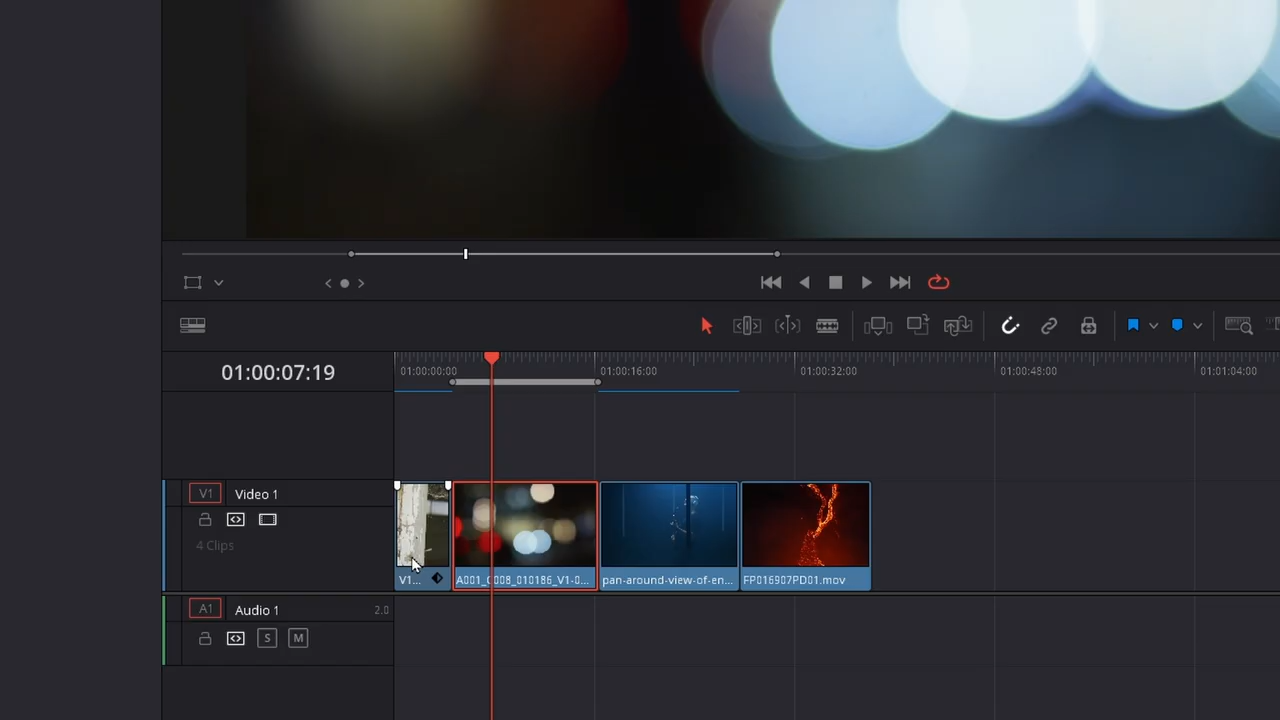 01:00:07:19
01:00:00:00
01:00:16:00
01:00:32:00
01:00:48:00
01:01:04:00
V1
Video 1
4 Clips
V1...
A001_0008_010186_V1-0...
pan-around-view-of-en...
FP016907PD01.mov
A1
Audio 1
2.0
S
M